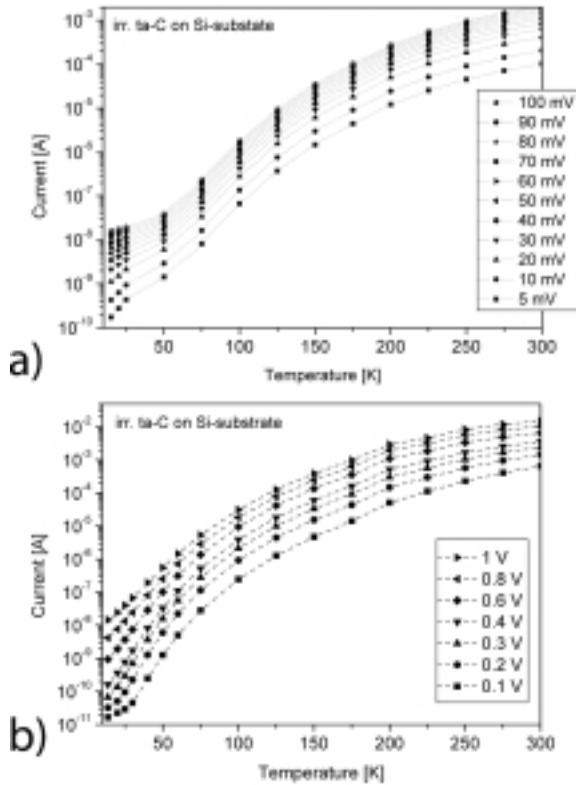 irr. ta-C on Si-substate
10⁻³
10⁻⁴
10⁻⁵
10⁻⁶
10⁻⁷
10⁻⁸
10⁻⁹
10⁻¹⁰
Current [A]
100 mV
90 mV
80 mV
70 mV
60 mV
50 mV
40 mV
30 mV
20 mV
10 mV
5 mV
50 100 150 200 250 300
Temperature [K]
a)
irr. ta-C on Si-substrate
10⁻²
10⁻³
10⁻⁴
10⁻⁵
10⁻⁶
10⁻⁷
10⁻⁸
10⁻⁹
10⁻¹⁰
10⁻¹¹
Current [A]
1 V
0.8 V
0.6 V
0.4 V
0.3 V
0.2 V
0.1 V
50 100 150 200 250 300
Temperature [K]
b)